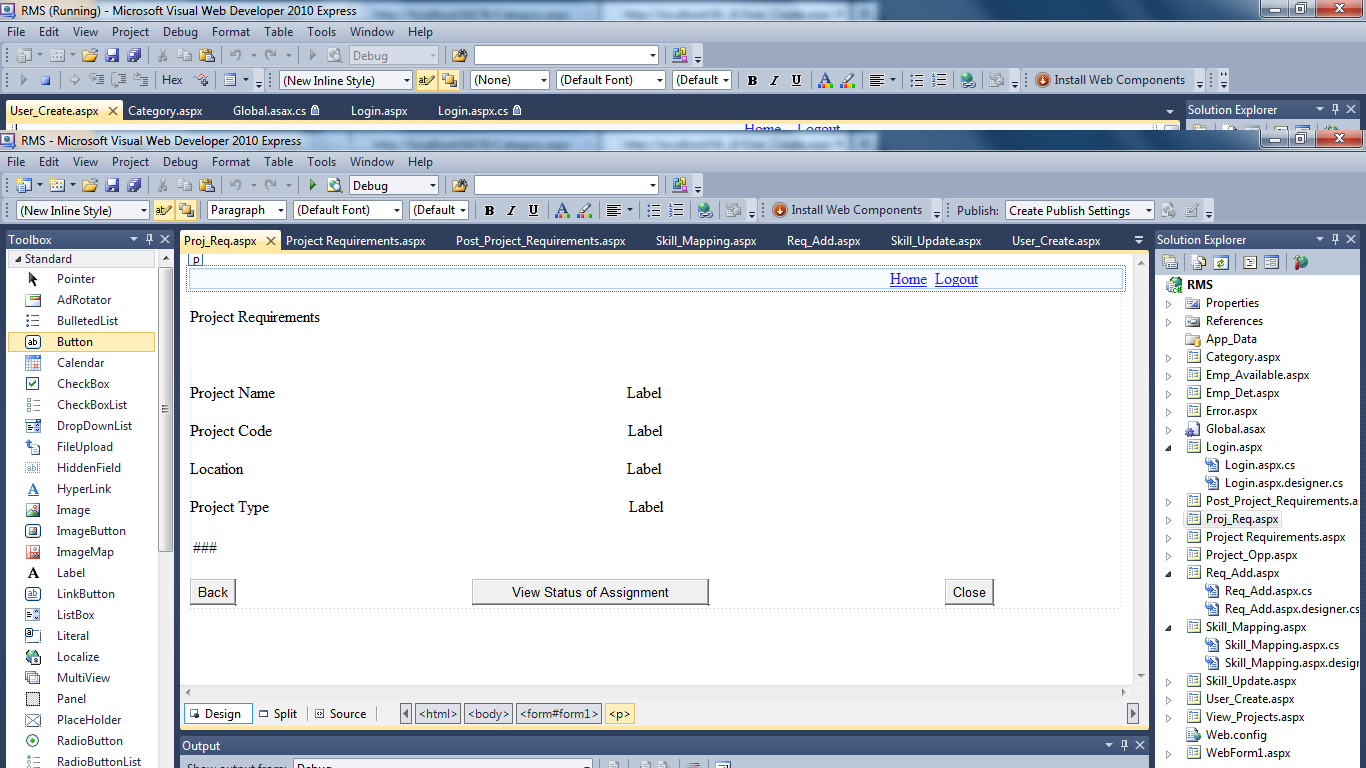 RMS (Running) - Microsoft Visual Web Developer 2010 Express
File Edit View Project Debug Format Table Tools Window Help
Debug
Hex (New Inline Style) (None) (Default Font) (Default B I U A Install Web Components
User_Create.aspx Category.aspx Global.asax.cs Login.aspx Login.aspx.cs Solution Explorer
Home Logout
RMS - Microsoft Visual Web Developer 2010 Express
File Edit View Project Debug Format Table Tools Window Help
Debug
(New Inline Style) Paragraph (Default Font) (Default B I U A Install Web Components Publish: Create Publish Settings
Toolbox
Standard
Pointer
AdRotator
BulletedList
Button
Calendar
CheckBox
CheckBoxList
DropDownList
FileUpload
HiddenField
HyperLink
Image
ImageButton
ImageMap
Label
LinkButton
ListBox
Literal
Localize
MultiView
Panel
PlaceHolder
RadioButton
RadioButtonList
Proj_Req.aspx Project Requirements.aspx Post_Project_Requirements.aspx Skill_Mapping.aspx Req_Add.aspx Skill_Update.aspx User_Create.aspx
p
Home Logout
Project Requirements
Project Name Label
Project Code Label
Location Label
Project Type Label
###
Back View Status of Assignment Close
Design Split Source <html> <body> <form#form1> <p>
Output
Show output from: Debug
Solution Explorer
RMS
Properties
References
App_Data
Category.aspx
Emp_Available.aspx
Emp_Det.aspx
Error.aspx
Global.asax
Login.aspx
Login.aspx.cs
Login.aspx.designer.cs
Post_Project_Requirements.a
Proj_Req.aspx
Project Requirements.aspx
Project_Opp.aspx
Req_Add.aspx
Req_Add.aspx.cs
Req_Add.aspx.designer.cs
Skill_Mapping.aspx
Skill_Mapping.aspx.cs
Skill_Mapping.aspx.design
Skill_Update.aspx
User_Create.aspx
View_Projects.aspx
Web.config
WebForm1.aspx